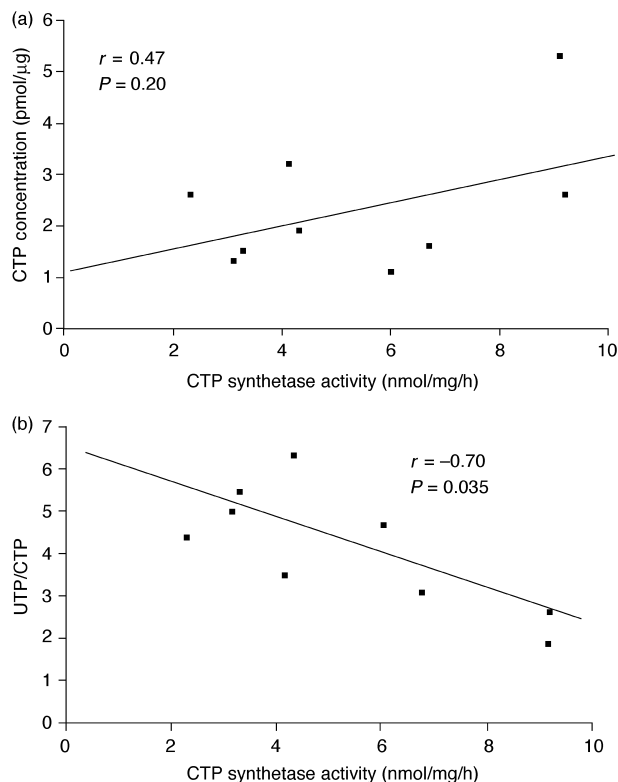 (a)
6
5
4
3
2
1
0
CTP concentration (pmol/μg)
r = 0.47
P = 0.20
0 2 4 6 8 10
CTP synthetase activity (nmol/mg/h)
(b)
7
6
5
4
3
2
1
0
UTP/CTP
r = –0.70
P = 0.035
0 2 4 6 8 10
CTP synthetase activity (nmol/mg/h)